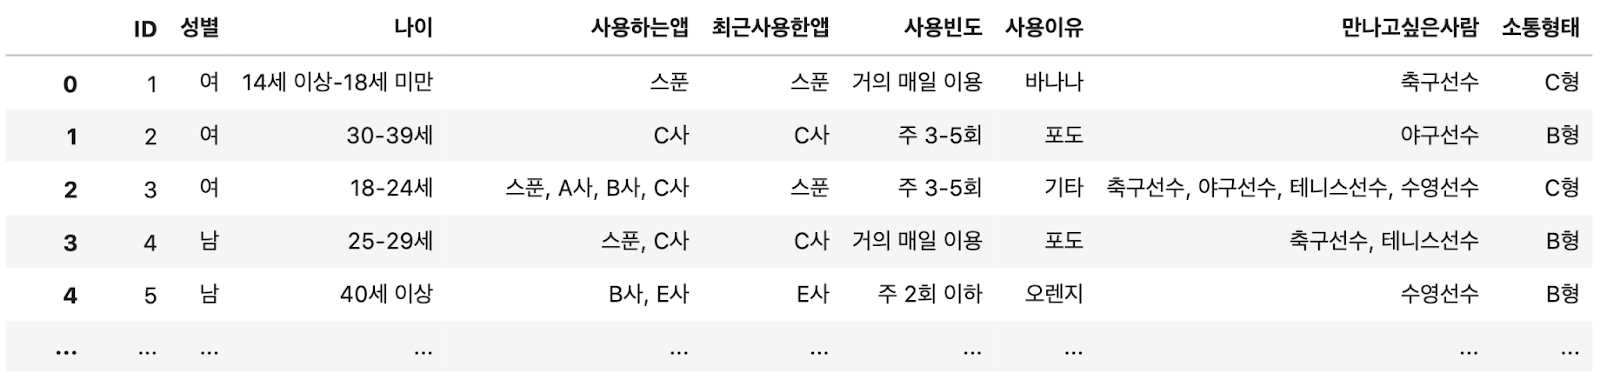 ID 성별 나이 사용하는앱 최근사용한앱 사용빈도 사용이유 만나고싶은사람 소통형태
0 1 여 14세 이상-18세 미만 스푼 스푼 거의 매일 이용 바나나 축구선수 C형
1 2 여 30-39세 C사 C사 주 3-5회 포도 야구선수 B형
2 3 여 18-24세 스푼, A사, B사, C사 스푼 주 3-5회 기타 축구선수, 야구선수, 테니스선수, 수영선수 C형
3 4 남 25-29세 스푼, C사 C사 거의 매일 이용 포도 축구선수, 테니스선수 B형
4 5 남 40세 이상 B사, E사 E사 주 2회 이하 오렌지 수영선수 B형
... ... ... ... ... ... ... ... ... ...